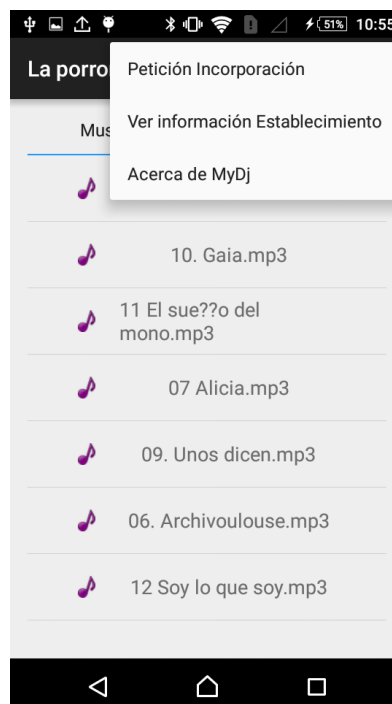 51% 10:55
La porro
Petición Incorporación
Ver información Establecimiento
Mus
Acerca de MyDj
10. Gaia.mp3
11 El sue??o del
mono.mp3
07 Alicia.mp3
09. Unos dicen.mp3
06. Archivoulouse.mp3
12 Soy lo que soy.mp3